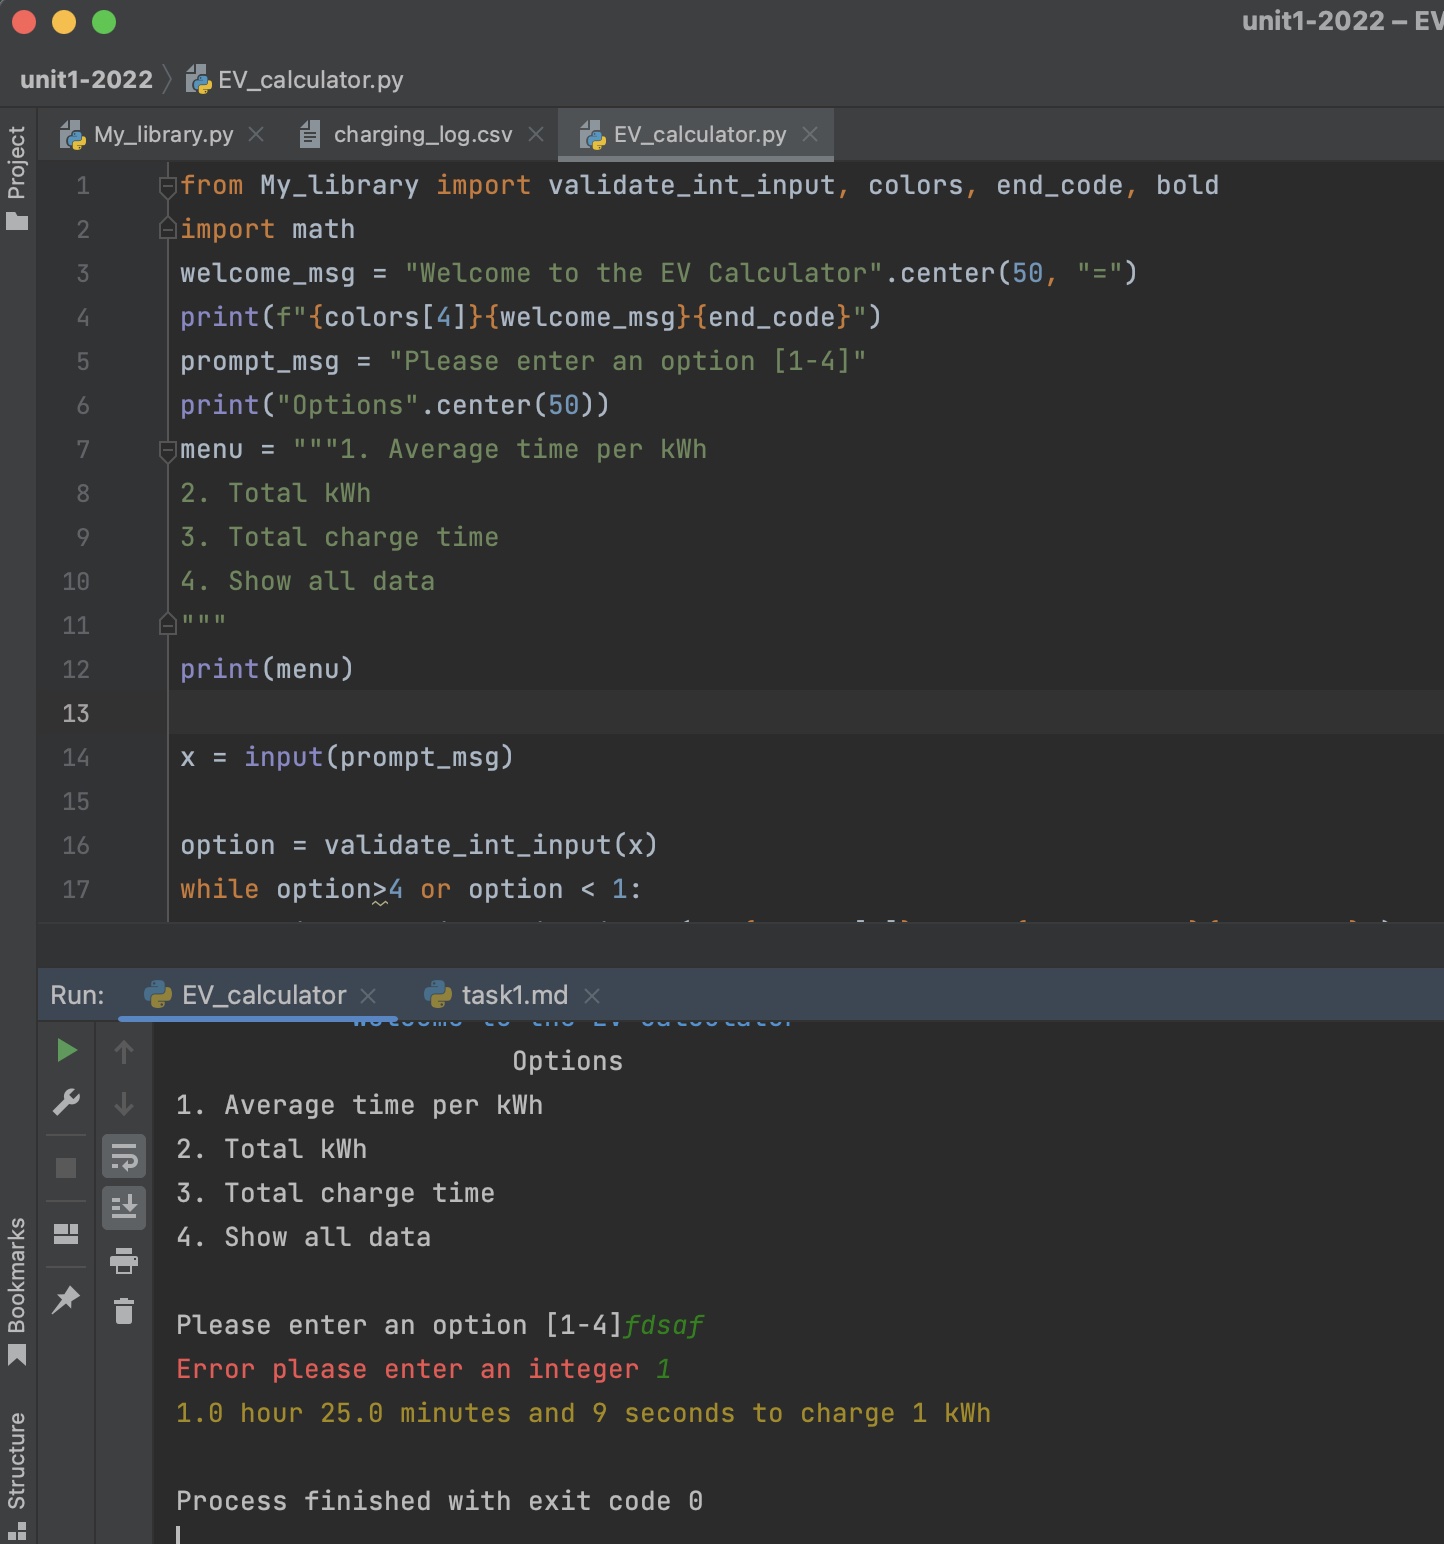 unit1-2022 – EV
unit1-2022 EV_calculator.py
Project
My_library.py charging_log.csv EV_calculator.py
1 from My_library import validate_int_input, colors, end_code, bold
2 import math
3 welcome_msg = "Welcome to the EV Calculator".center(50, "=")
4 print(f"{colors[4]}{welcome_msg}{end_code}")
5 prompt_msg = "Please enter an option [1-4]"
6 print("Options".center(50))
7 menu = """1. Average time per kWh
8 2. Total kWh
9 3. Total charge time
10 4. Show all data
11 """
12 print(menu)
13
14 x = input(prompt_msg)
15
16 option = validate_int_input(x)
17 while option>4 or option < 1:
Run: EV_calculator task1.md
Welcome to the EV Calculator
Options
1. Average time per kWh
2. Total kWh
3. Total charge time
4. Show all data
Please enter an option [1-4]fdsaf
Error please enter an integer 1
1.0 hour 25.0 minutes and 9 seconds to charge 1 kWh
Process finished with exit code 0
Bookmarks
Structure